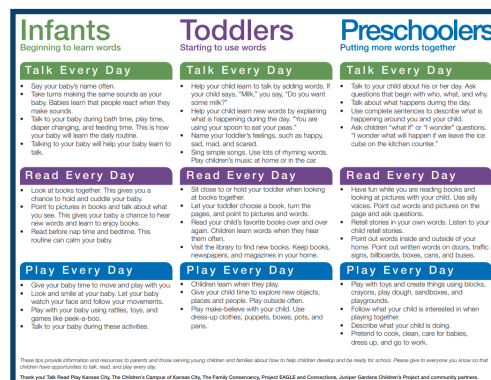 Infants
Beginning to learn words
Talk Every Day
• Say your baby's name often.
• Take turns making the same sounds as your
baby. Babies learn that people react when they
make sounds.
• Talk to your baby during bath time, play time,
diaper changing, and feeding time. This is how
your baby will learn the daily routine.
• Talking to your baby will help your baby learn to
talk.
Read Every Day
• Look at books together. This gives you a
chance to hold and cuddle your baby.
• Point to pictures in books and talk about what
you see. This gives your baby a chance to hear
new words and learn to enjoy books.
• Read before nap time and bedtime. This
routine can calm your baby.
Play Every Day
• Give your baby time to move and play with you.
• Look and smile at your baby. Let your baby
watch your face and follow your movements.
• Play with your baby using rattles, toys, and
games like peek-a-boo.
• Talk to your baby during these activities.
Toddlers
Starting to use words
Talk Every Day
• Help your child learn to talk by adding words. If
your child says, "Milk," you say, "Do you want
some milk?"
• Help your child learn new words by explaining
what is happening during the day. "You are
using your spoon to eat your peas."
• Name your toddler's feelings, such as happy,
sad, mad, and scared.
• Sing simple songs. Use lots of rhyming words.
Play children's music at home or in the car.
Read Every Day
• Sit close to or hold your toddler when looking
at books together.
• Let your toddler choose a book, turn the
pages, and point to pictures and words.
• Read your child's favorite books over and over
again. Children learn words when they hear
them often.
• Visit the library to find new books. Keep books,
newspapers, and magazines in your home.
Play Every Day
• Children learn when they play.
• Give your child time to explore new objects,
places and people. Play outside often.
• Play make-believe with your child. Use
dress-up clothes, puppets, boxes, pots, and
pans.
Preschoolers
Putting more words together
Talk Every Day
• Talk to your child about his or her day. Ask
questions that begin with who, what, and why.
• Talk about what happens during the day.
• Use complete sentences to describe what is
happening around you and your child.
• Ask children "what if" or "I wonder" questions.
"I wonder what will happen if we leave the ice
cube on the kitchen counter."
Read Every Day
• Have fun while you are reading books and
looking at pictures with your child. Use silly
voices. Point out words and pictures on the
page and ask questions.
• Retell stories in your own words. Listen to your
child retell stories.
• Point out words inside and outside of your
home. Point out written words on doors, traffic
signs, billboards, boxes, cans, and buses.
Play Every Day
• Play with toys and create things using blocks,
crayons, play dough, sandboxes, and
playgrounds.
• Follow what your child is interested in when
playing together.
• Describe what your child is doing.
• Pretend to cook, clean, care for babies,
dress up, and go to work.
These tips provide information and resources to parents and those serving young children and families about how to help children develop and be ready for school. Please give to everyone you know so that
children have opportunities to talk, read, and play every day.
Thank you! Talk Read Play Kansas City, The Children's Campus of Kansas City, The Family Conservancy, Project EAGLE and Connections, Juniper Gardens Children's Project and community partners.